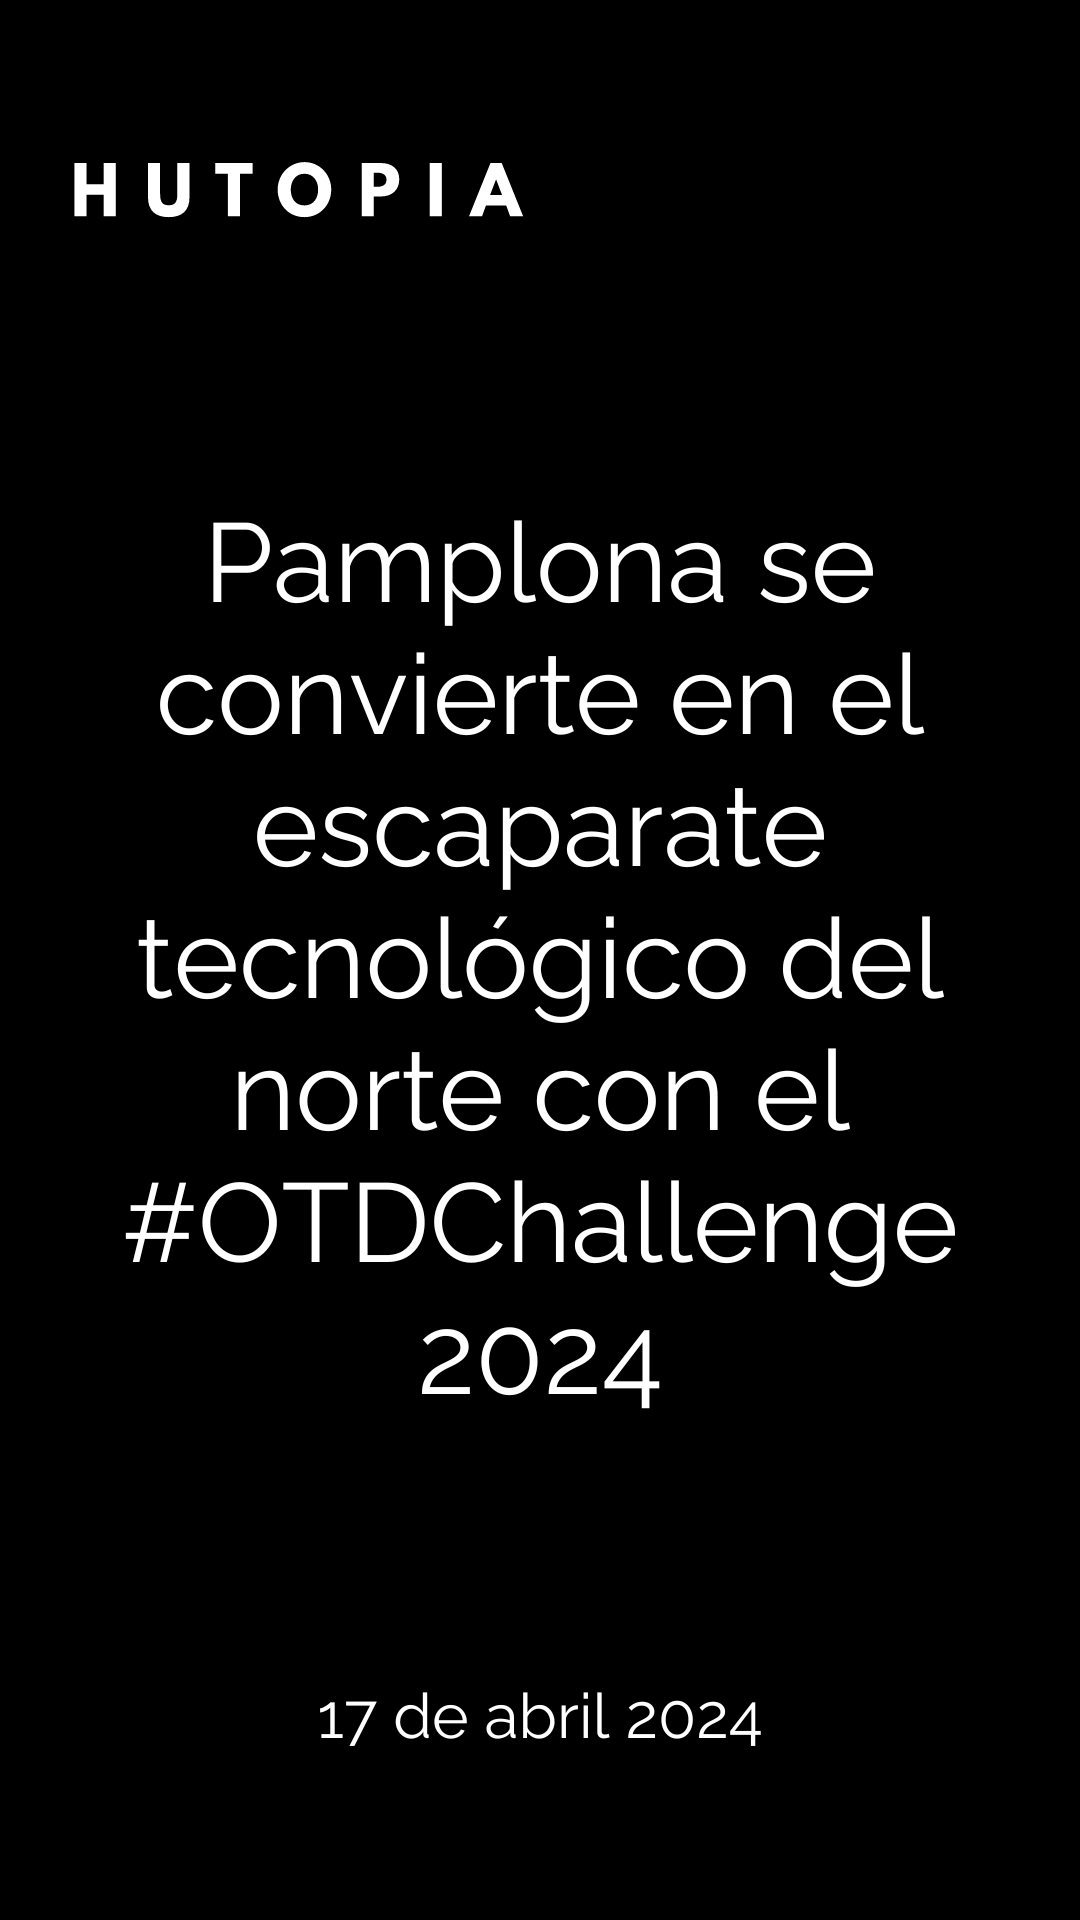 HUTOPIA
Pamplona se
convierte en el
escaparate
tecnológico del
norte con el
#OTDChallenge
2024
17 de abril 2024